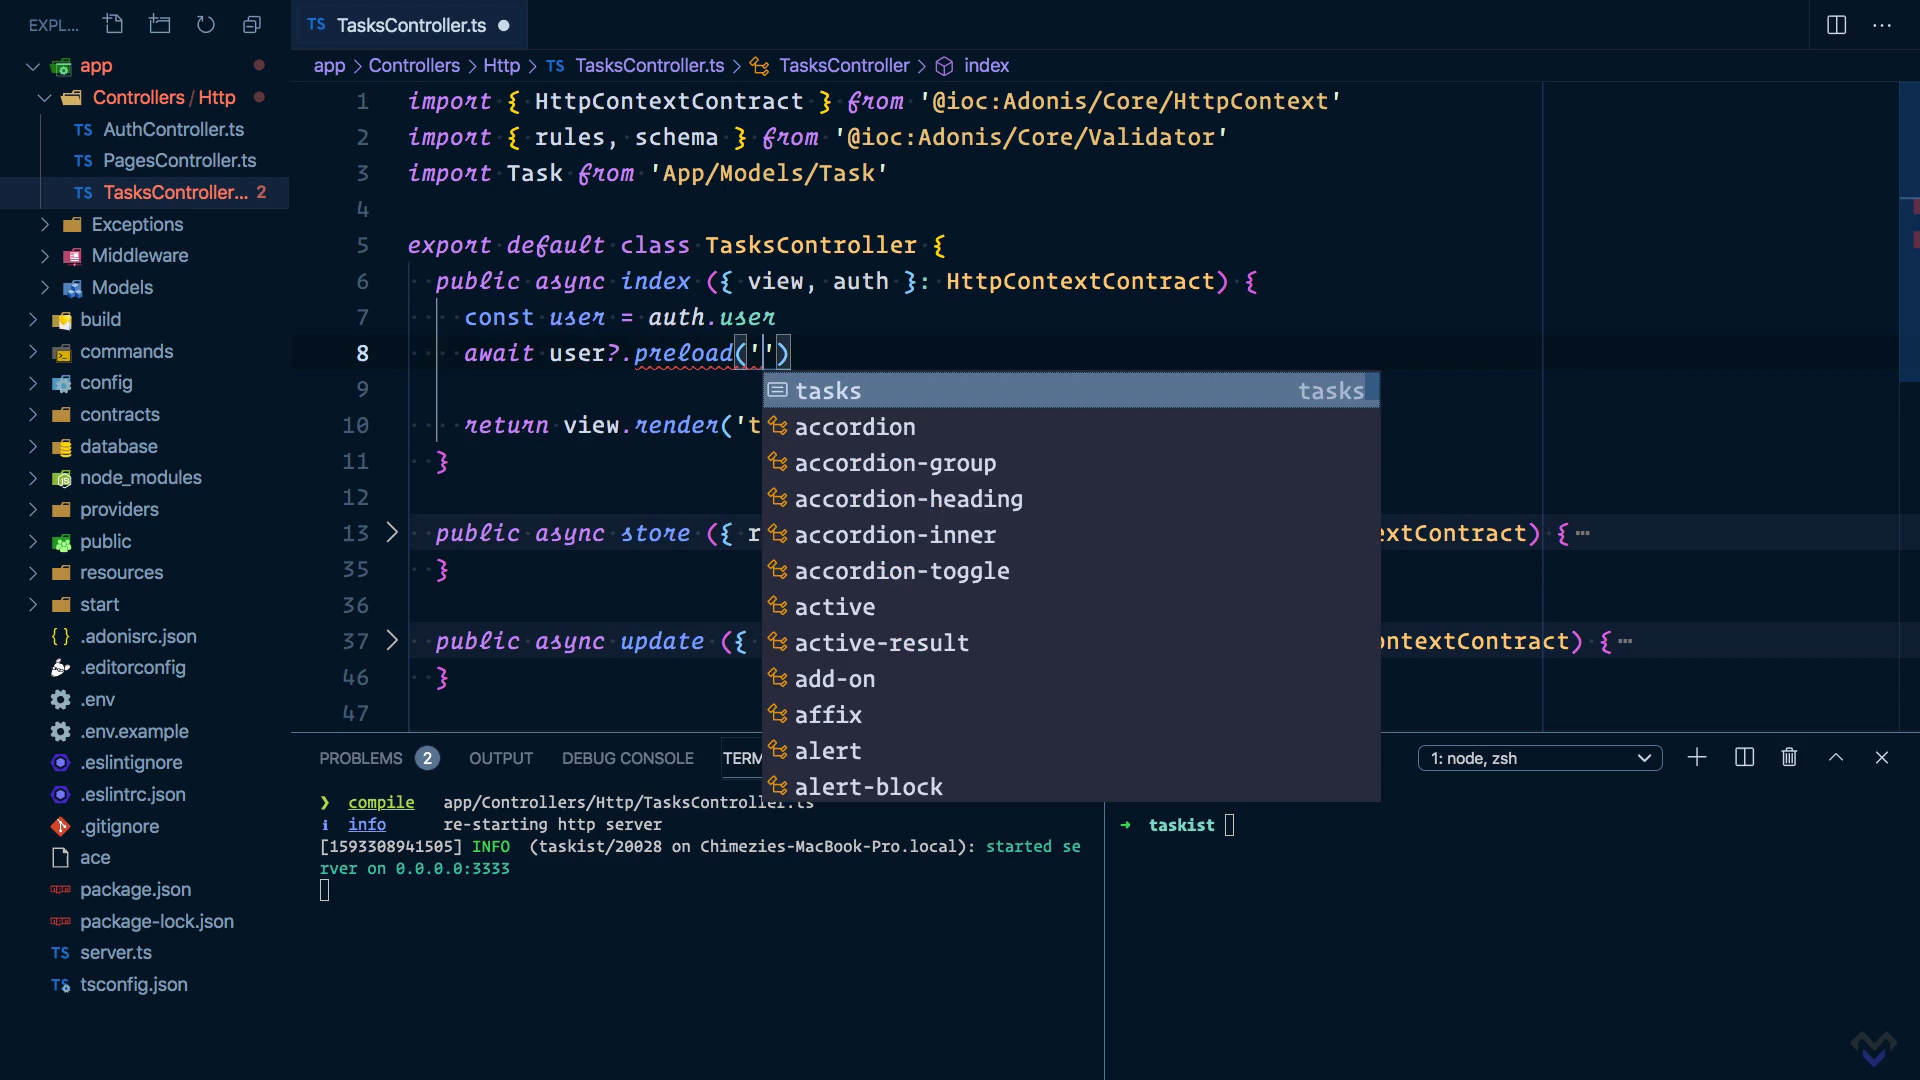 EXPL...
app
Controllers / Http
TS AuthController.ts
TS PagesController.ts
TS TasksController... 2
Exceptions
Middleware
Models
build
commands
config
contracts
database
node_modules
providers
public
resources
start
{ } .adonisrc.json
.editorconfig
.env
.env.example
.eslintignore
.eslintrc.json
.gitignore
ace
package.json
package-lock.json
TS server.ts
TS tsconfig.json
TS TasksController.ts
app > Controllers > Http > TS TasksController.ts > TasksController > index
1 import { HttpContextContract } from '@ioc:Adonis/Core/HttpContext'
2 import { rules, schema } from '@ioc:Adonis/Core/Validator'
3 import Task from 'App/Models/Task'
4
5 export default class TasksController {
6 public async index ({ view, auth }: HttpContextContract) {
7 const user = auth.user
8 await user?.preload('')
9
10 return view.render('t
11 }
12
13 public async store ({ r extContract) {…
35 }
36
37 public async update ({ ontextContract) {…
46 }
47
tasks tasks
accordion
accordion-group
accordion-heading
accordion-inner
accordion-toggle
active
active-result
add-on
affix
alert
alert-block
PROBLEMS 2 OUTPUT DEBUG CONSOLE TERM 1: node, zsh
❯ compile app/Controllers/Http/TasksController.ts
ℹ info re-starting http server
[1593308941505] INFO (taskist/20028 on Chimezies-MacBook-Pro.local): started se
rver on 0.0.0.0:3333
➜ taskist